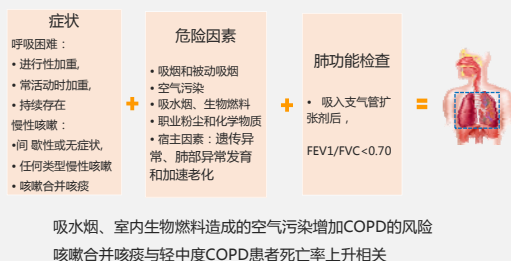 症状
呼吸困难：
• 进行性加重,
• 常活动时加重,
• 持续存在
慢性咳嗽：
•间 歇性或无症状,
• 任何类型慢性咳嗽
• 咳嗽合并咳痰
+
危险因素
• 吸烟和被动吸烟
• 空气污染
• 吸水烟、生物燃料
• 职业粉尘和化学物质
• 宿主因素：遗传异
常、肺部异常发育
和加速老化
+
肺功能检查
• 吸入支气管扩
张剂后，
FEV1/FVC<0.70
=
吸水烟、室内生物燃料造成的空气污染增加COPD的风险
咳嗽合并咳痰与轻中度COPD患者死亡率上升相关